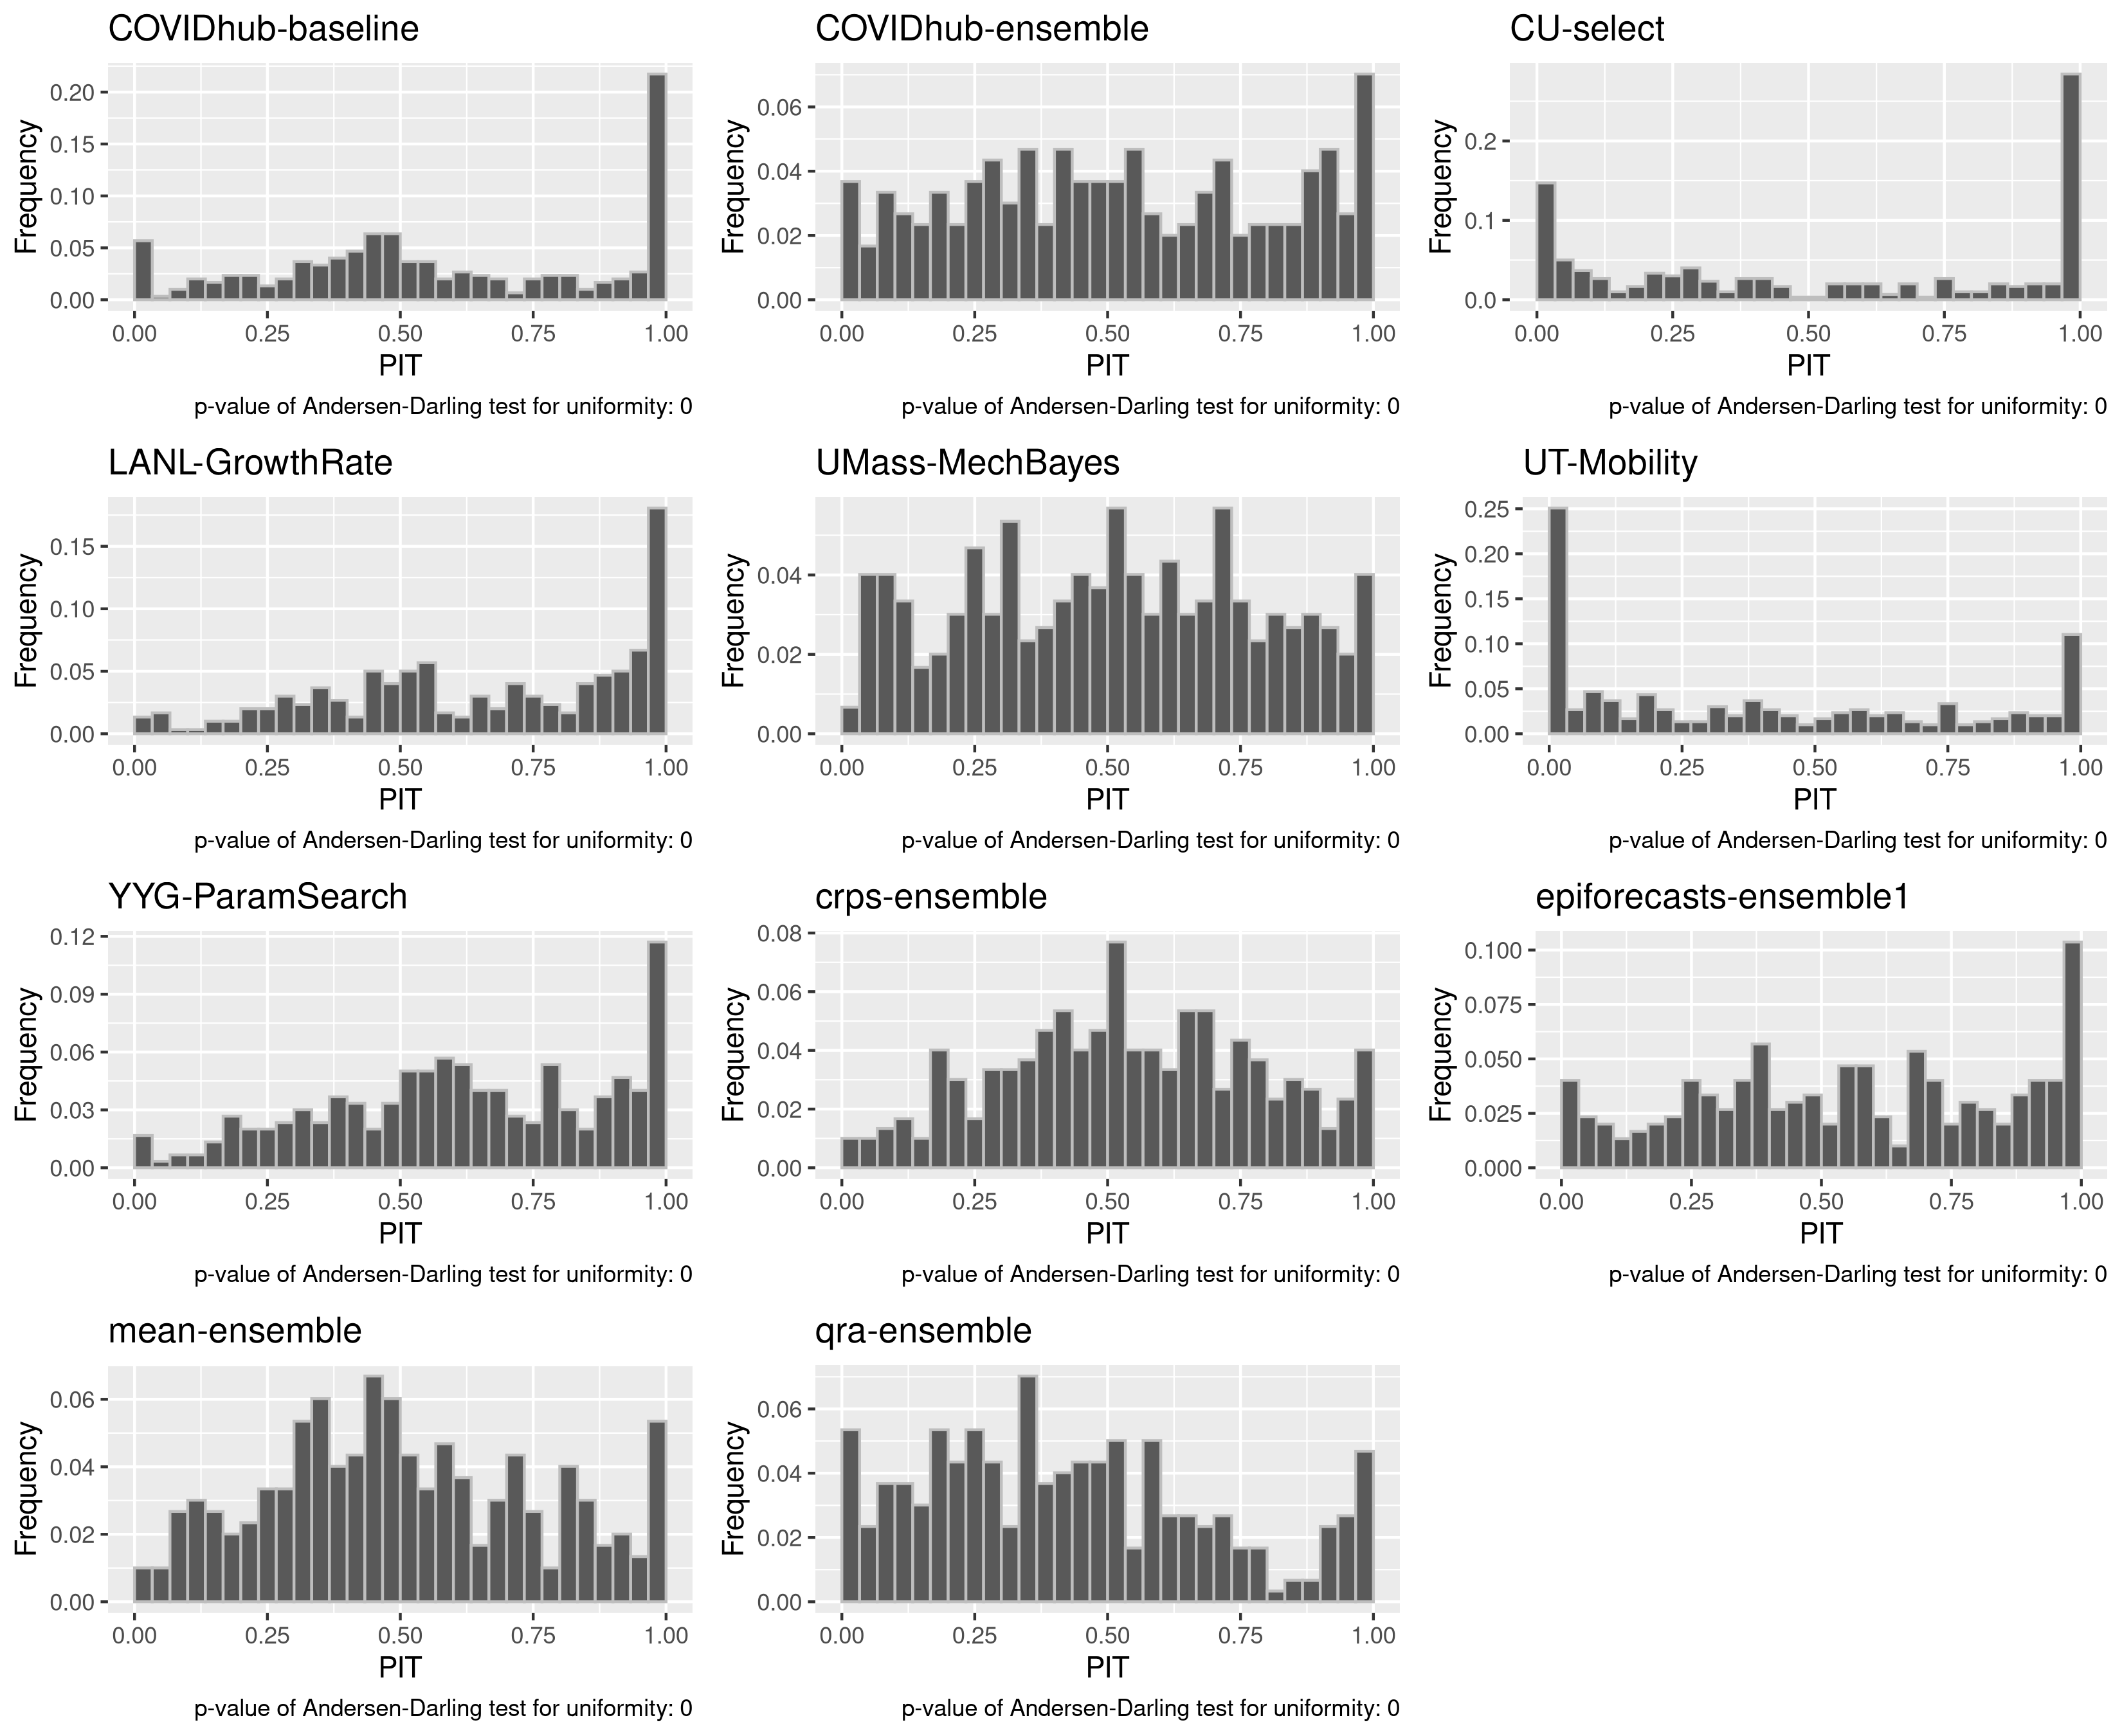 COVIDhub-baseline
COVIDhub-ensemble
CU-select
Frequency
0.20
0.15
0.10
0.05
0.00
0.00 0.25 0.50 0.75 1.00
PIT
p-value of Andersen-Darling test for uniformity: 0
Frequency
0.06
0.04
0.02
0.00
0.00 0.25 0.50 0.75 1.00
PIT
p-value of Andersen-Darling test for uniformity: 0
Frequency
0.2
0.1
0.0
0.00 0.25 0.50 0.75 1.00
PIT
p-value of Andersen-Darling test for uniformity: 0
LANL-GrowthRate
UMass-MechBayes
UT-Mobility
Frequency
0.15
0.10
0.05
0.00
0.00 0.25 0.50 0.75 1.00
PIT
p-value of Andersen-Darling test for uniformity: 0
Frequency
0.04
0.02
0.00
0.00 0.25 0.50 0.75 1.00
PIT
p-value of Andersen-Darling test for uniformity: 0
Frequency
0.25
0.20
0.15
0.10
0.05
0.00
0.00 0.25 0.50 0.75 1.00
PIT
p-value of Andersen-Darling test for uniformity: 0
YYG-ParamSearch
crps-ensemble
epiforecasts-ensemble1
Frequency
0.12
0.09
0.06
0.03
0.00
0.00 0.25 0.50 0.75 1.00
PIT
p-value of Andersen-Darling test for uniformity: 0
Frequency
0.08
0.06
0.04
0.02
0.00
0.00 0.25 0.50 0.75 1.00
PIT
p-value of Andersen-Darling test for uniformity: 0
Frequency
0.100
0.075
0.050
0.025
0.000
0.00 0.25 0.50 0.75 1.00
PIT
p-value of Andersen-Darling test for uniformity: 0
mean-ensemble
qra-ensemble
Frequency
0.06
0.04
0.02
0.00
0.00 0.25 0.50 0.75 1.00
PIT
p-value of Andersen-Darling test for uniformity: 0
Frequency
0.06
0.04
0.02
0.00
0.00 0.25 0.50 0.75 1.00
PIT
p-value of Andersen-Darling test for uniformity: 0